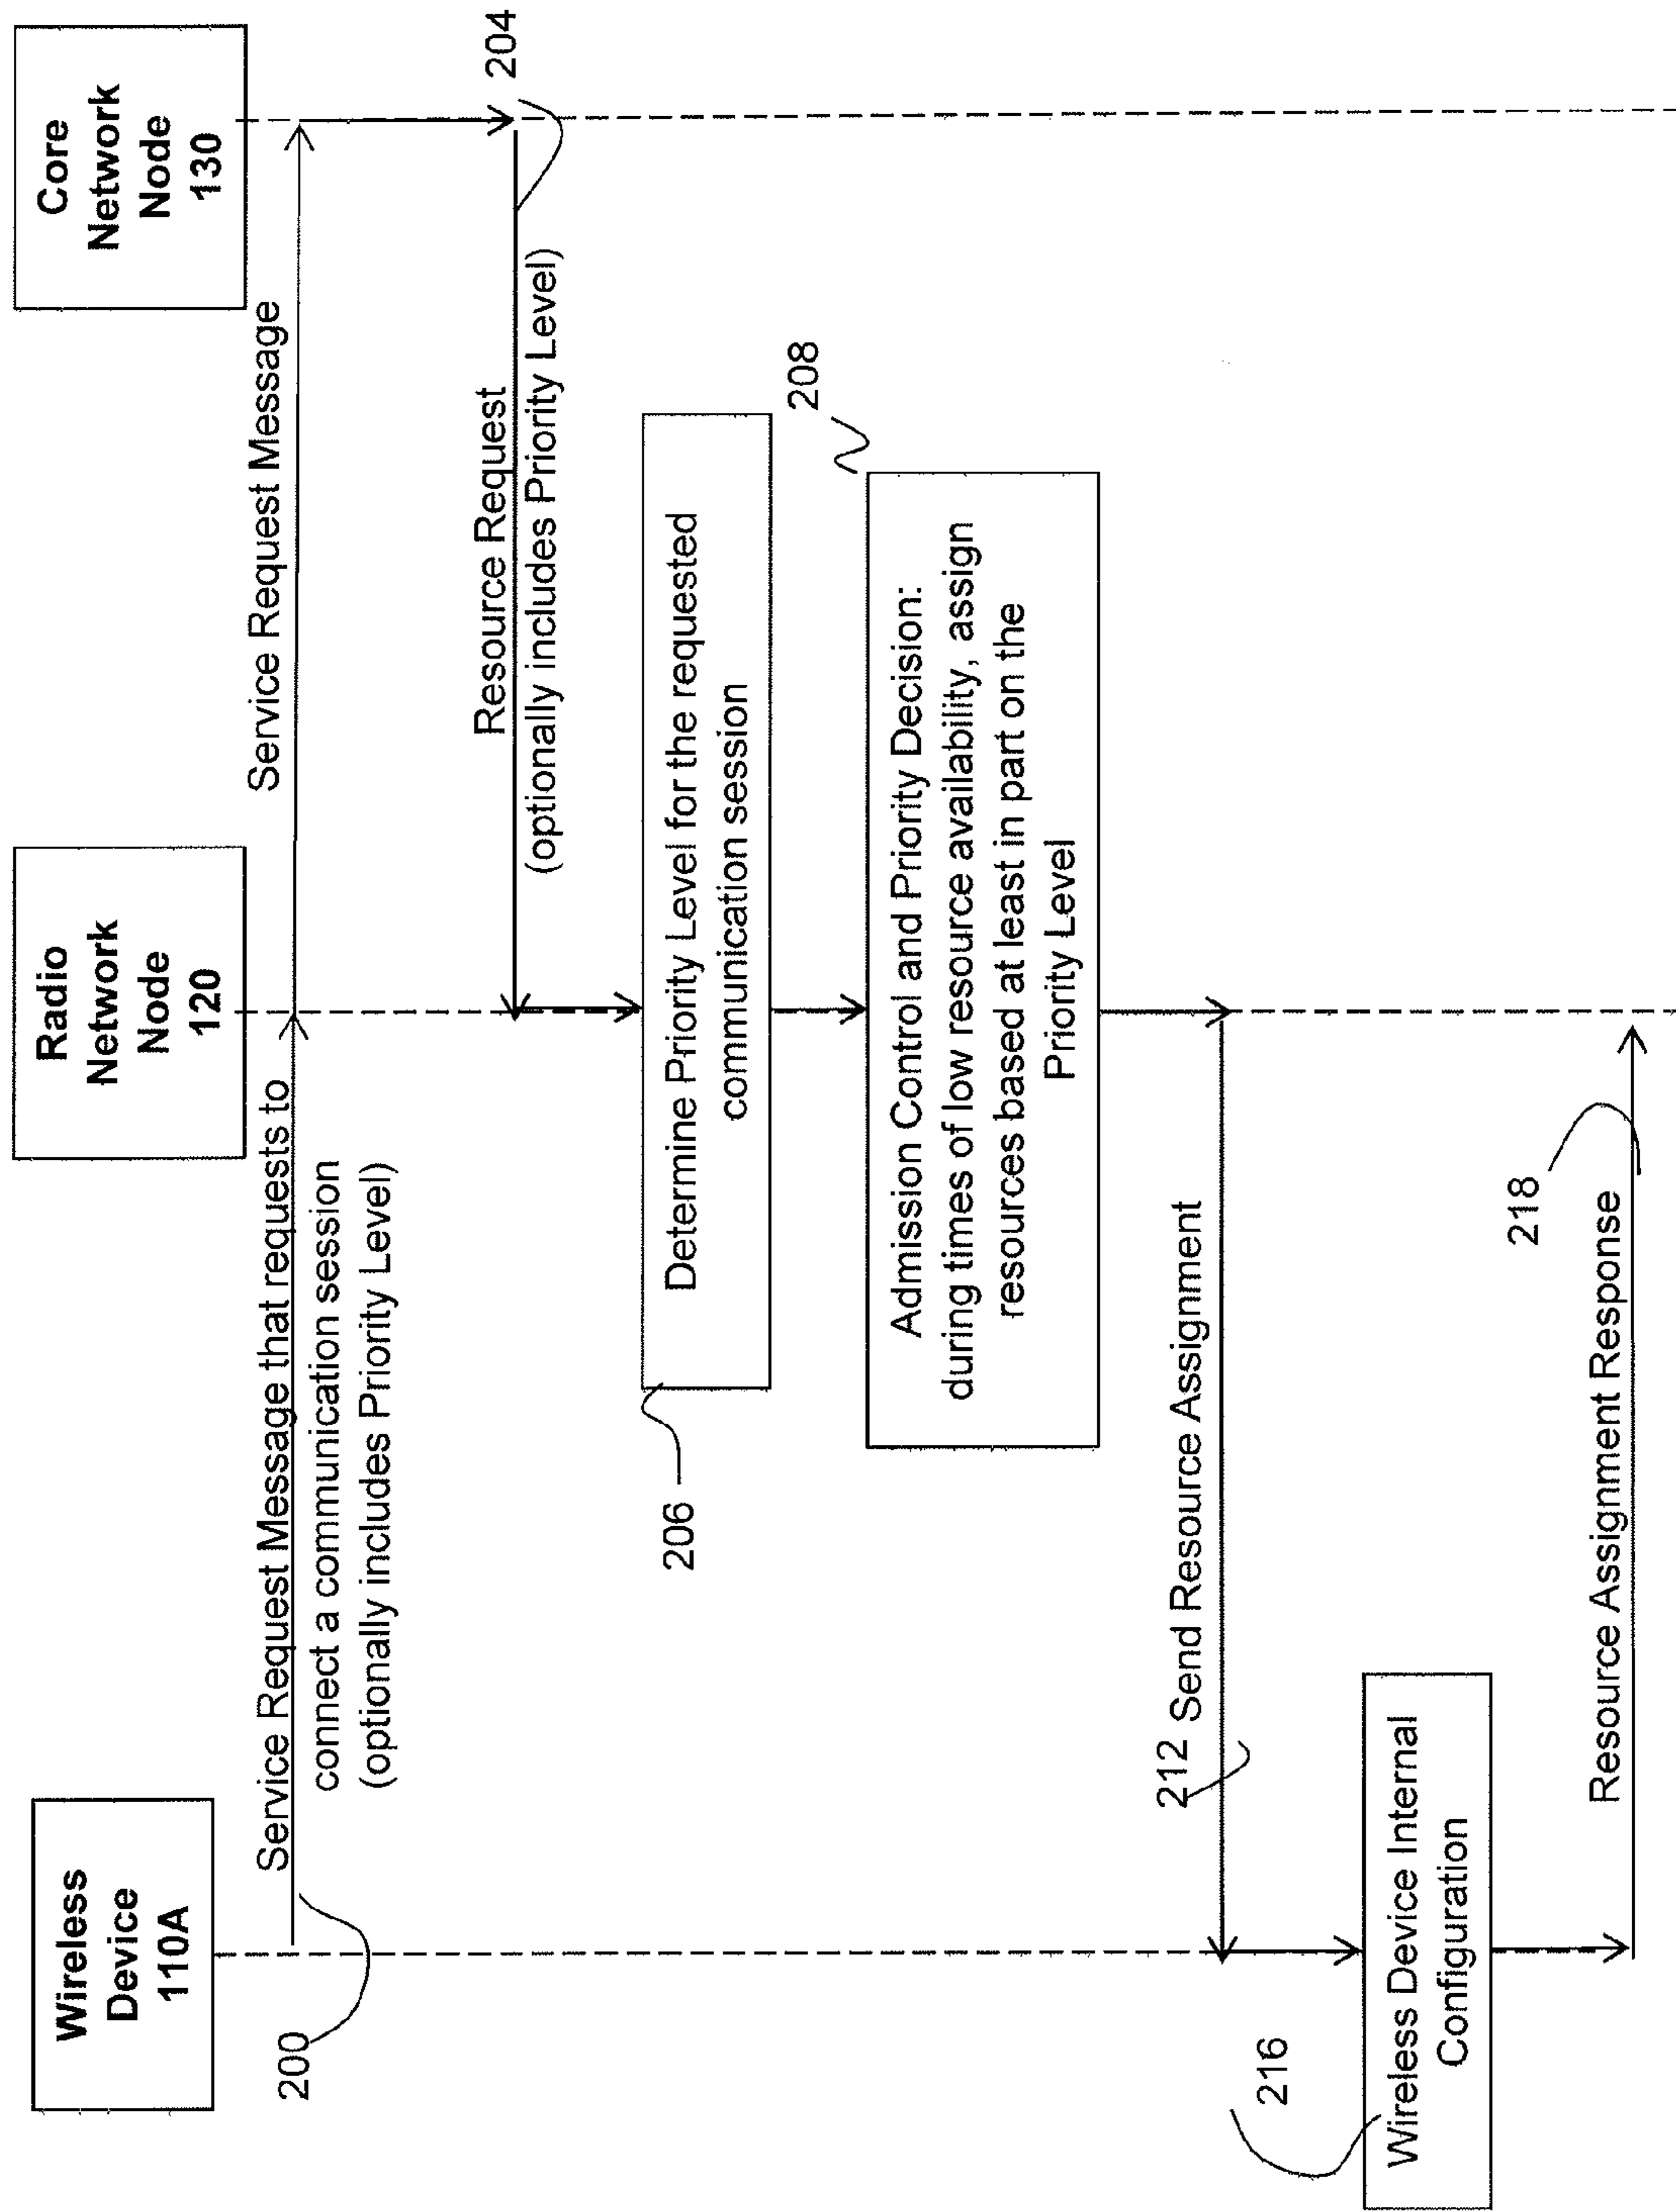 Wireless
Device
110A
Radio
Network
Node
120
Core
Network
Node
130
200
Service Request Message that requests to
connect a communication session
(optionally includes Priority Level)
Service Request Message
204
Resource Request
(optionally includes Priority Level)
206
Determine Priority Level for the requested
communication session
208
Admission Control and Priority Decision:
during times of low resource availability, assign
resources based at least in part on the
Priority Level
212 Send Resource Assignment
216
Wireless Device Internal
Configuration
218
Resource Assignment Response